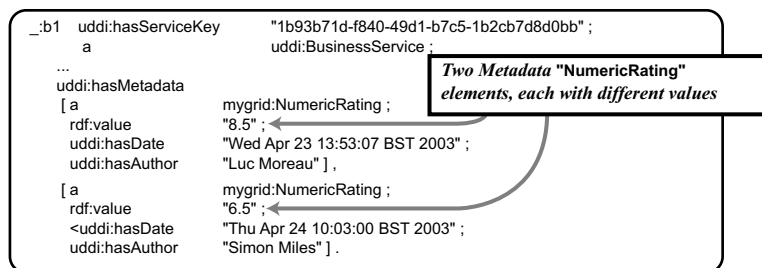 _:b1 uddi:hasServiceKey "1b93b71d-f840-49d1-b7c5-1b2cb7d8d0bb" ;
a uddi:BusinessService ;
...
uddi:hasMetadata
[ a mygrid:NumericRating ;
rdf:value "8.5" ;
uddi:hasDate "Wed Apr 23 13:53:07 BST 2003" ;
uddi:hasAuthor "Luc Moreau" ] ,
[ a mygrid:NumericRating ;
rdf:value "6.5" ;
<uddi:hasDate "Thu Apr 24 10:03:00 BST 2003" ;
uddi:hasAuthor "Simon Miles" ] .
Two Metadata "NumericRating"
elements, each with different values